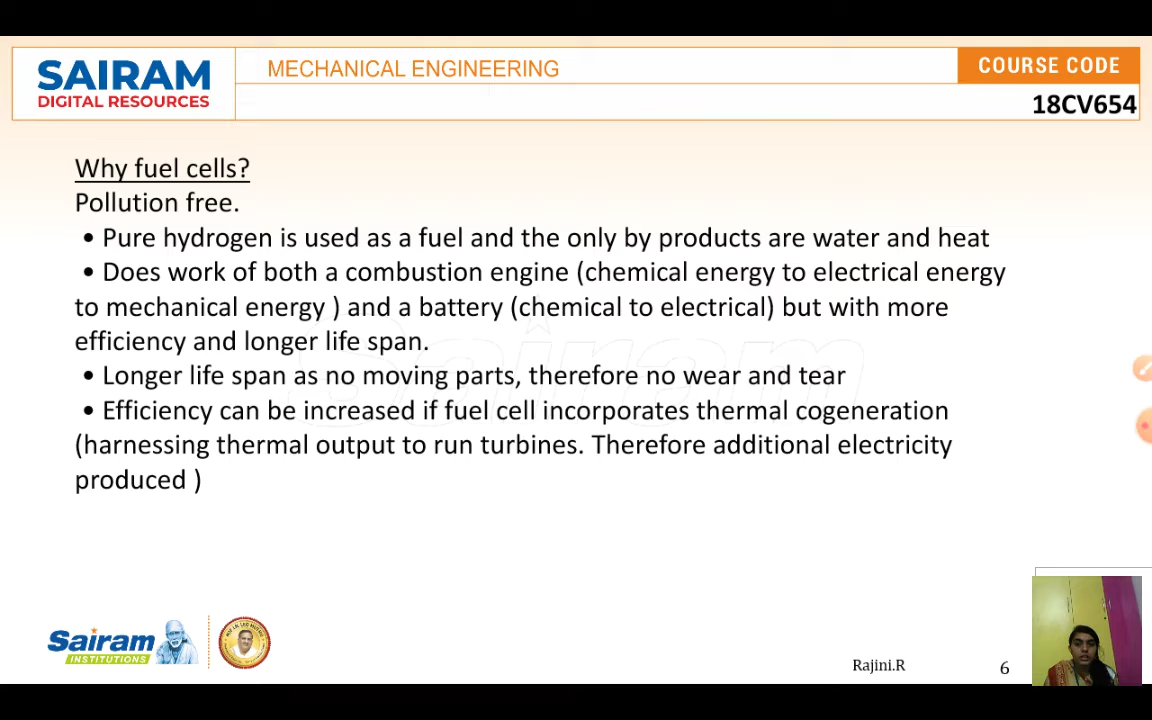 SAIRAM
DIGITAL RESOURCES
MECHANICAL ENGINEERING
COURSE CODE
18CV654
Why fuel cells?
Pollution free.
• Pure hydrogen is used as a fuel and the only by products are water and heat
• Does work of both a combustion engine (chemical energy to electrical energy
to mechanical energy ) and a battery (chemical to electrical) but with more
efficiency and longer life span.
• Longer life span as no moving parts, therefore no wear and tear
• Efficiency can be increased if fuel cell incorporates thermal cogeneration
(harnessing thermal output to run turbines. Therefore additional electricity
produced )
Sairam
Sairam
INSTITUTIONS
Rajini.R
6